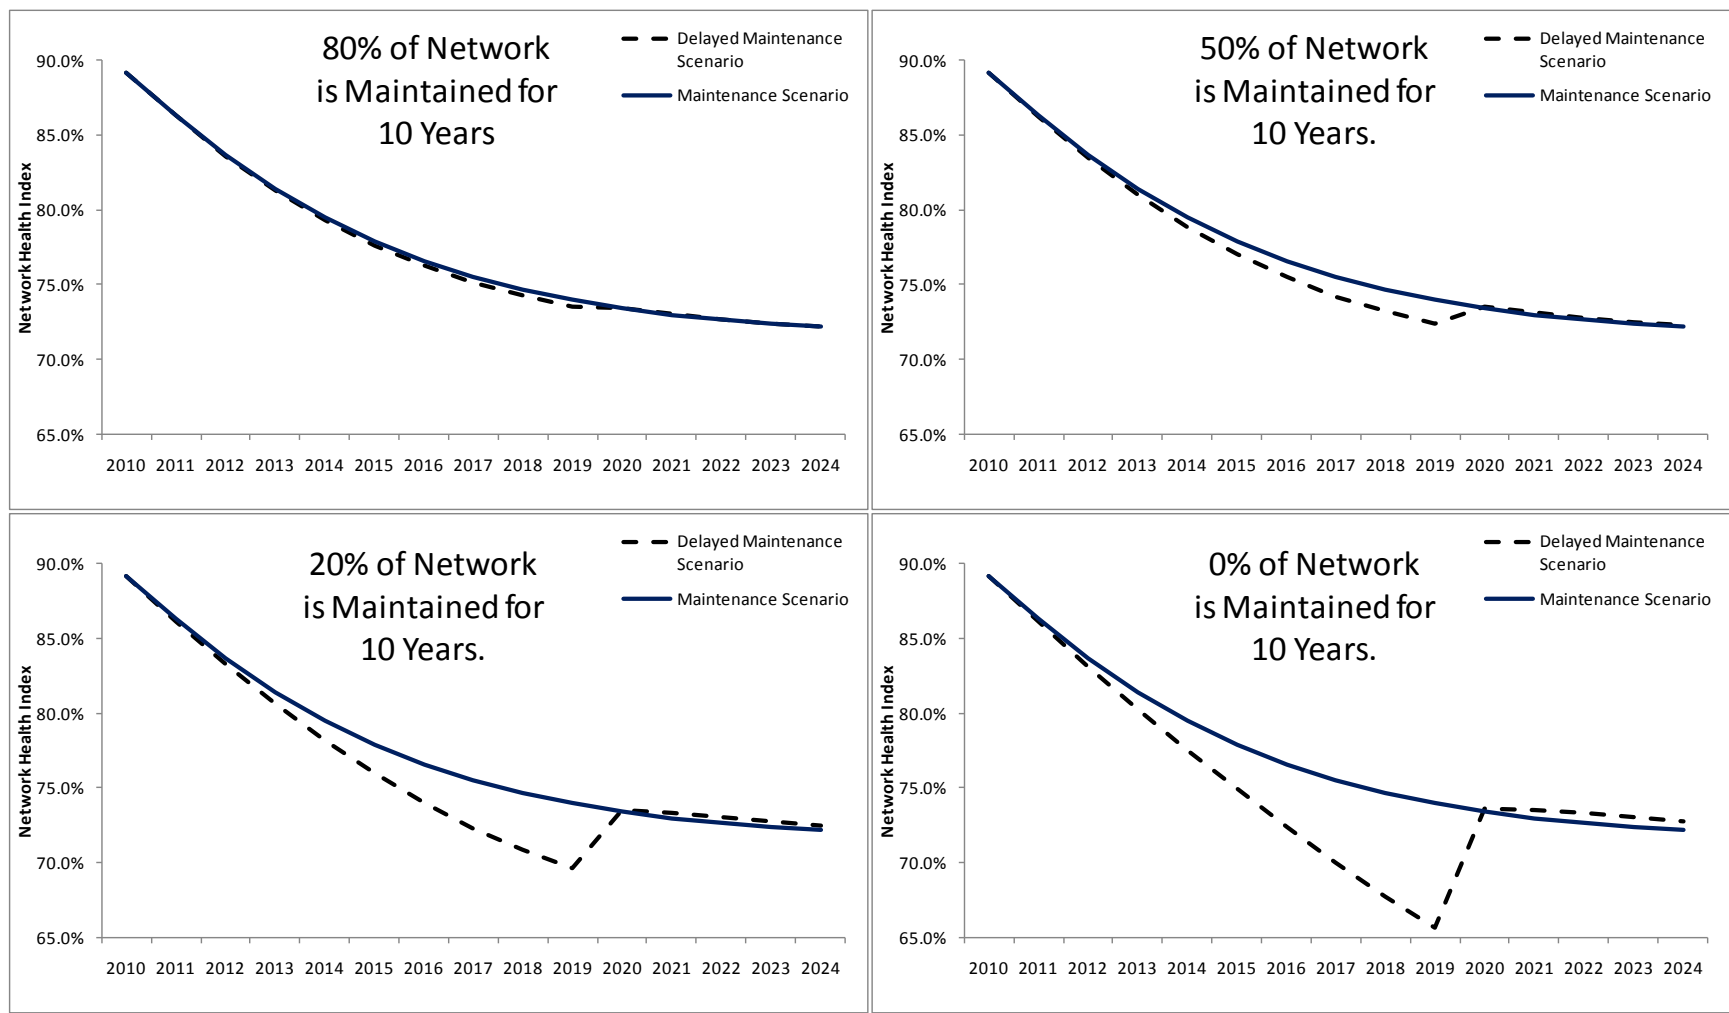 80% of Network
is Maintained for
10 Years
Delayed Maintenance
Scenario
Maintenance Scenario
Network Health Index
90.0%
85.0%
80.0%
75.0%
70.0%
65.0%
2010 2011 2012 2013 2014 2015 2016 2017 2018 2019 2020 2021 2022 2023 2024
50% of Network
is Maintained for
10 Years.
Delayed Maintenance
Scenario
Maintenance Scenario
Network Health Index
90.0%
85.0%
80.0%
75.0%
70.0%
65.0%
2010 2011 2012 2013 2014 2015 2016 2017 2018 2019 2020 2021 2022 2023 2024
20% of Network
is Maintained for
10 Years.
Delayed Maintenance
Scenario
Maintenance Scenario
Network Health Index
90.0%
85.0%
80.0%
75.0%
70.0%
65.0%
2010 2011 2012 2013 2014 2015 2016 2017 2018 2019 2020 2021 2022 2023 2024
0% of Network
is Maintained for
10 Years.
Delayed Maintenance
Scenario
Maintenance Scenario
Network Health Index
90.0%
85.0%
80.0%
75.0%
70.0%
65.0%
2010 2011 2012 2013 2014 2015 2016 2017 2018 2019 2020 2021 2022 2023 2024